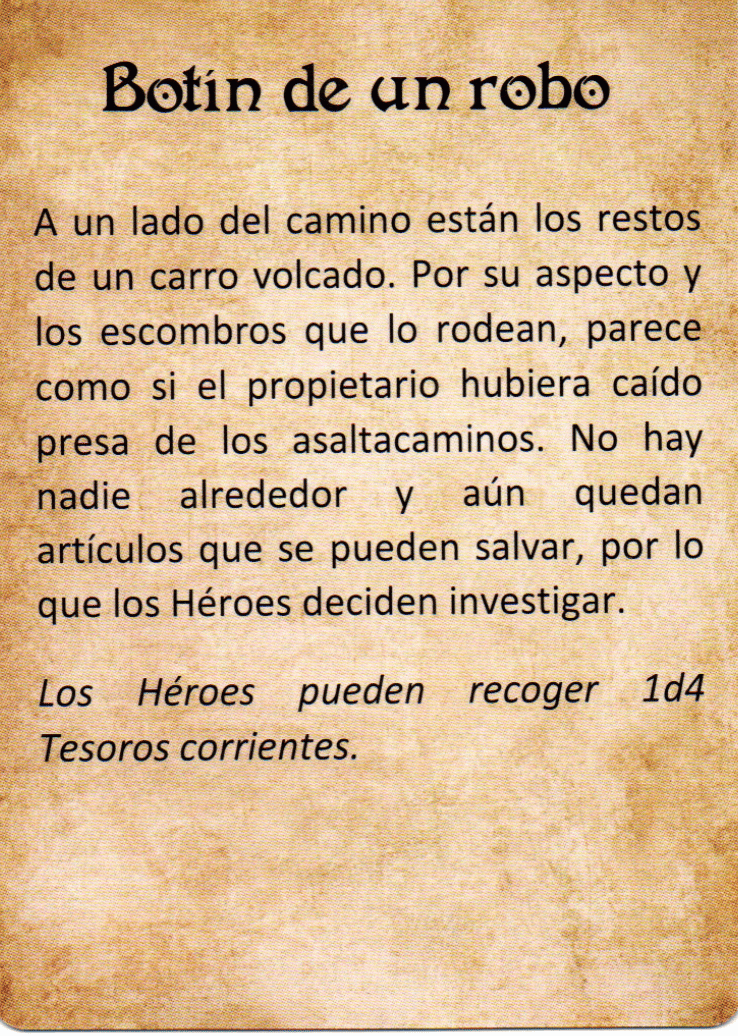 Botín de un robo
A un lado del camino están los restos
de un carro volcado. Por su aspecto y
los escombros que lo rodean, parece
como si el propietario hubiera caído
presa de los asaltacaminos. No hay
nadie alrededor y aún quedan
artículos que se pueden salvar, por lo
que los Héroes deciden investigar.
Los Héroes pueden recoger 1d4
Tesoros corrientes.